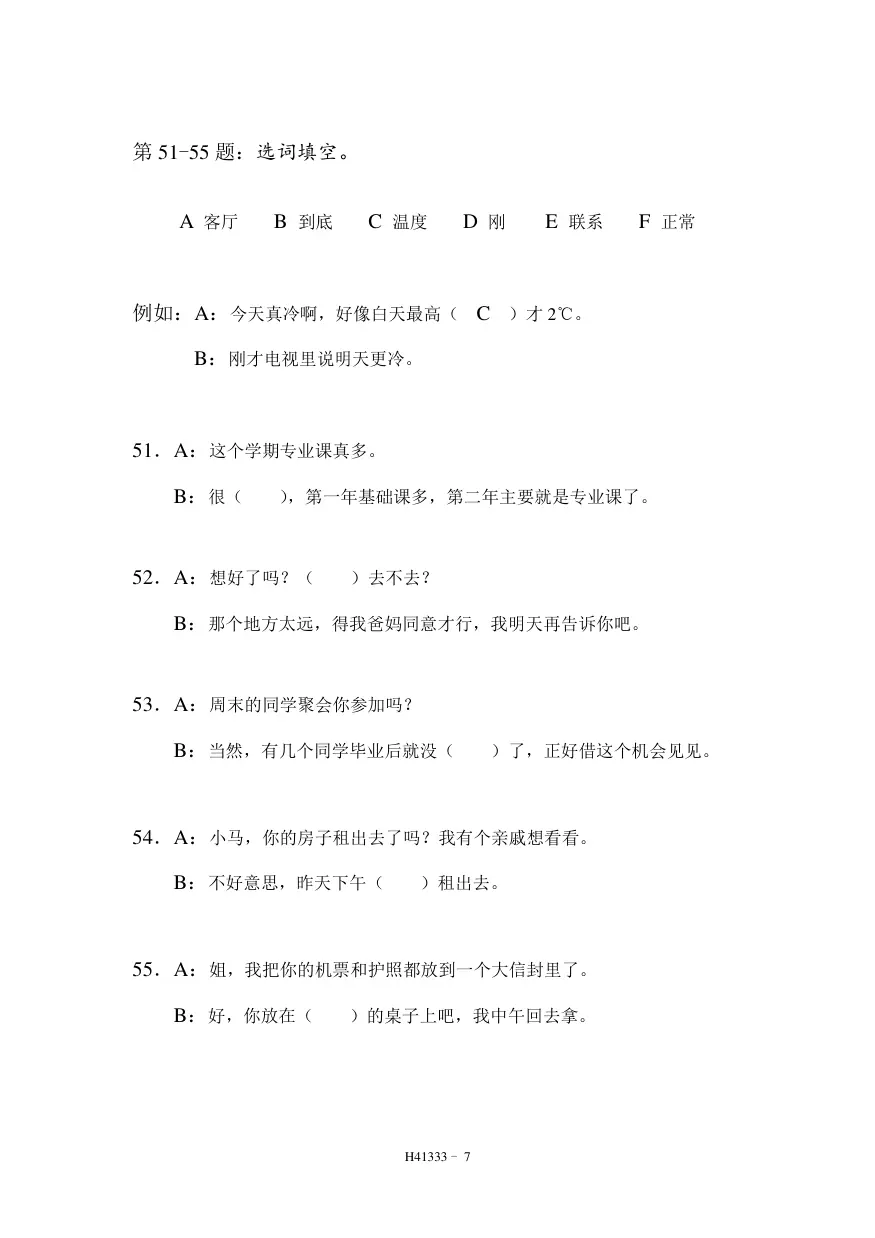 第 51-55 题：选词填空。
A 客厅 B 到底 C 温度 D 刚 E 联系 F 正常
例如：A：今天真冷啊，好像白天最高（ C ）才 2℃。
B：刚才电视里说明天更冷。
51．A：这个学期专业课真多。
B：很（ ），第一年基础课多，第二年主要就是专业课了。
52．A：想好了吗？（ ）去不去？
B：那个地方太远，得我爸妈同意才行，我明天再告诉你吧。
53．A：周末的同学聚会你参加吗？
B：当然，有几个同学毕业后就没（ ）了，正好借这个机会见见。
54．A：小马，你的房子租出去了吗？我有个亲戚想看看。
B：不好意思，昨天下午（ ）租出去。
55．A：姐，我把你的机票和护照都放到一个大信封里了。
B：好，你放在（ ）的桌子上吧，我中午回去拿。
H41333 - 7